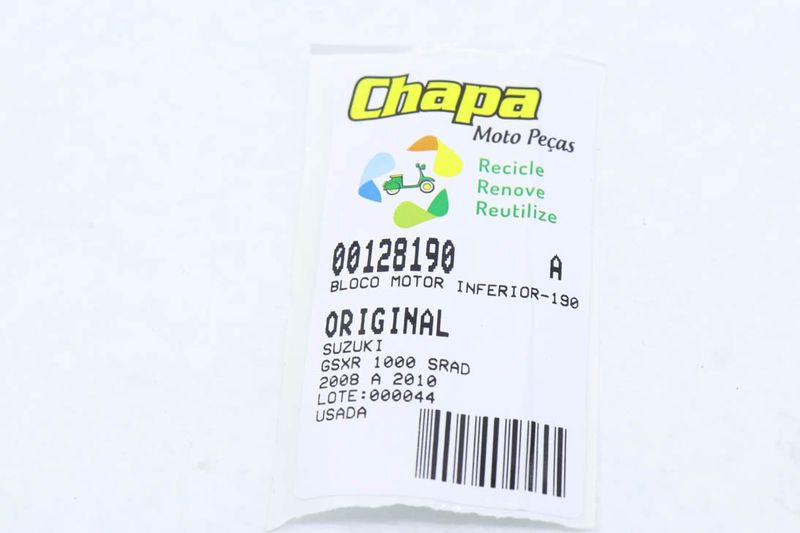 Chapa
Moto Peças
Recicle
Renove
Reutilize
00128190 A
BLOCO MOTOR INFERIOR-190
ORIGINAL
SUZUKI
GSXR 1000 SRAD
2008 A 2010
LOTE:000044
USADA